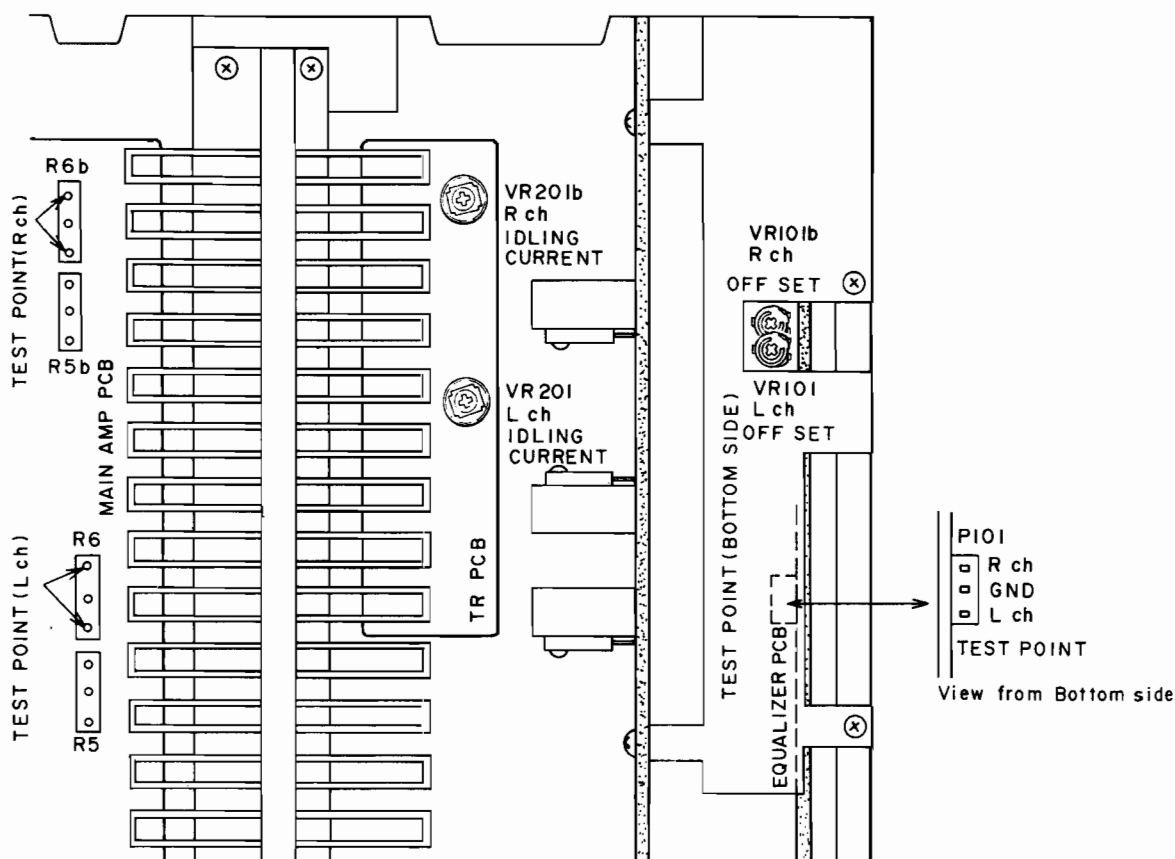 R6b
TEST POINT(R ch)
R5b
MAIN AMP PCB
R6
TEST POINT(L ch)
R5
VR201b
R ch
IDLING
CURRENT
VR201
L ch
IDLING
CURRENT
TR PCB
VR101b
R ch
OFF SET
VR101
L ch
OFF SET
TEST POINT(BOTTOM SIDE)
EQUALIZER PCB
P101
R ch
GND
L ch
TEST POINT
View from Bottom side